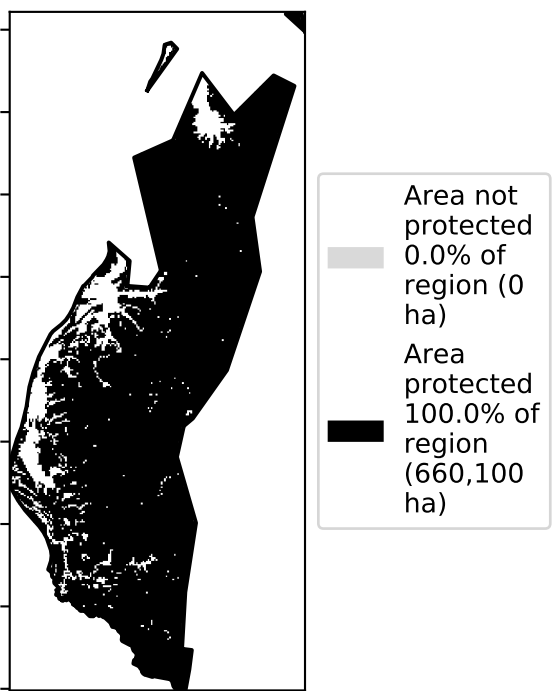 Area not
protected
0.0% of
region (0
ha)
Area
protected
100.0% of
region
(660,100
ha)